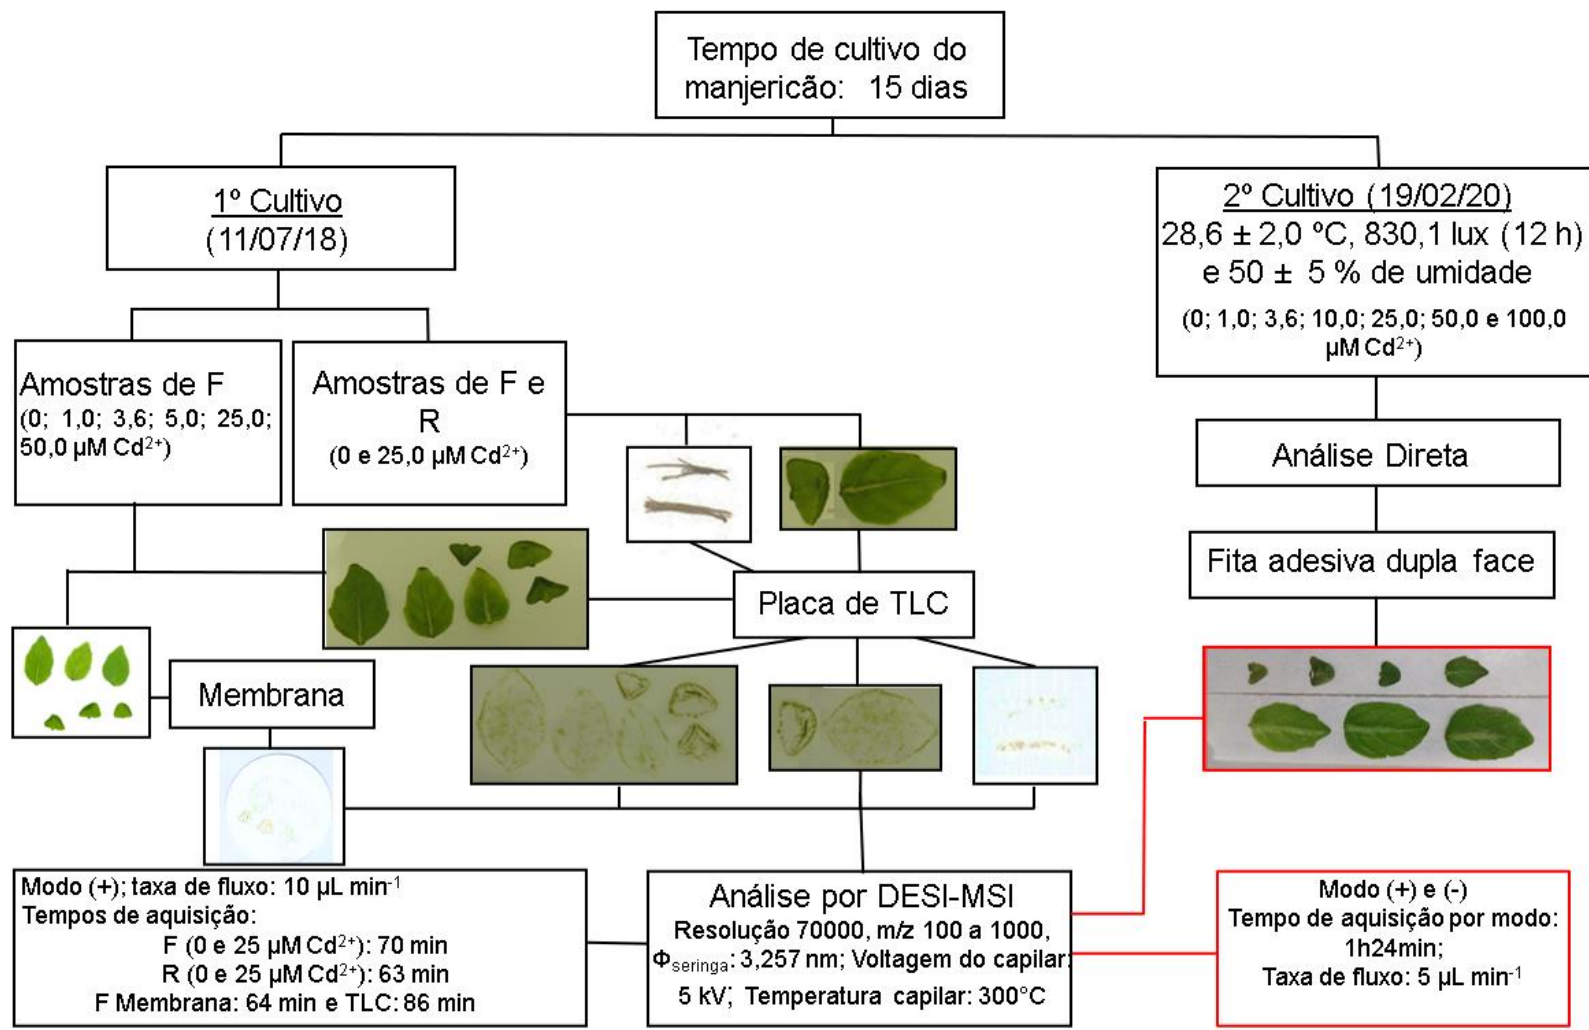 Tempo de cultivo do
manjericão: 15 dias
1º Cultivo
(11/07/18)
2º Cultivo (19/02/20)
28,6 ± 2,0 ºC, 830,1 lux (12 h)
e 50 ± 5 % de umidade
(0; 1,0; 3,6; 10,0; 25,0; 50,0 e 100,0
µM Cd²⁺)
Amostras de F
(0; 1,0; 3,6; 5,0; 25,0;
50,0 µM Cd²⁺)
Amostras de F e
R
(0 e 25,0 µM Cd²⁺)
Análise Direta
Fita adesiva dupla face
Placa de TLC
Membrana
Modo (+); taxa de fluxo: 10 µL min⁻¹
Tempos de aquisição:
F (0 e 25 µM Cd²⁺): 70 min
R (0 e 25 µM Cd²⁺): 63 min
F Membrana: 64 min e TLC: 86 min
Análise por DESI-MSI
Resolução 70000, m/z 100 a 1000,
Φseringa: 3,257 nm; Voltagem do capilar:
5 kV; Temperatura capilar: 300°C
Modo (+) e (-)
Tempo de aquisição por modo:
1h24min;
Taxa de fluxo: 5 µL min⁻¹